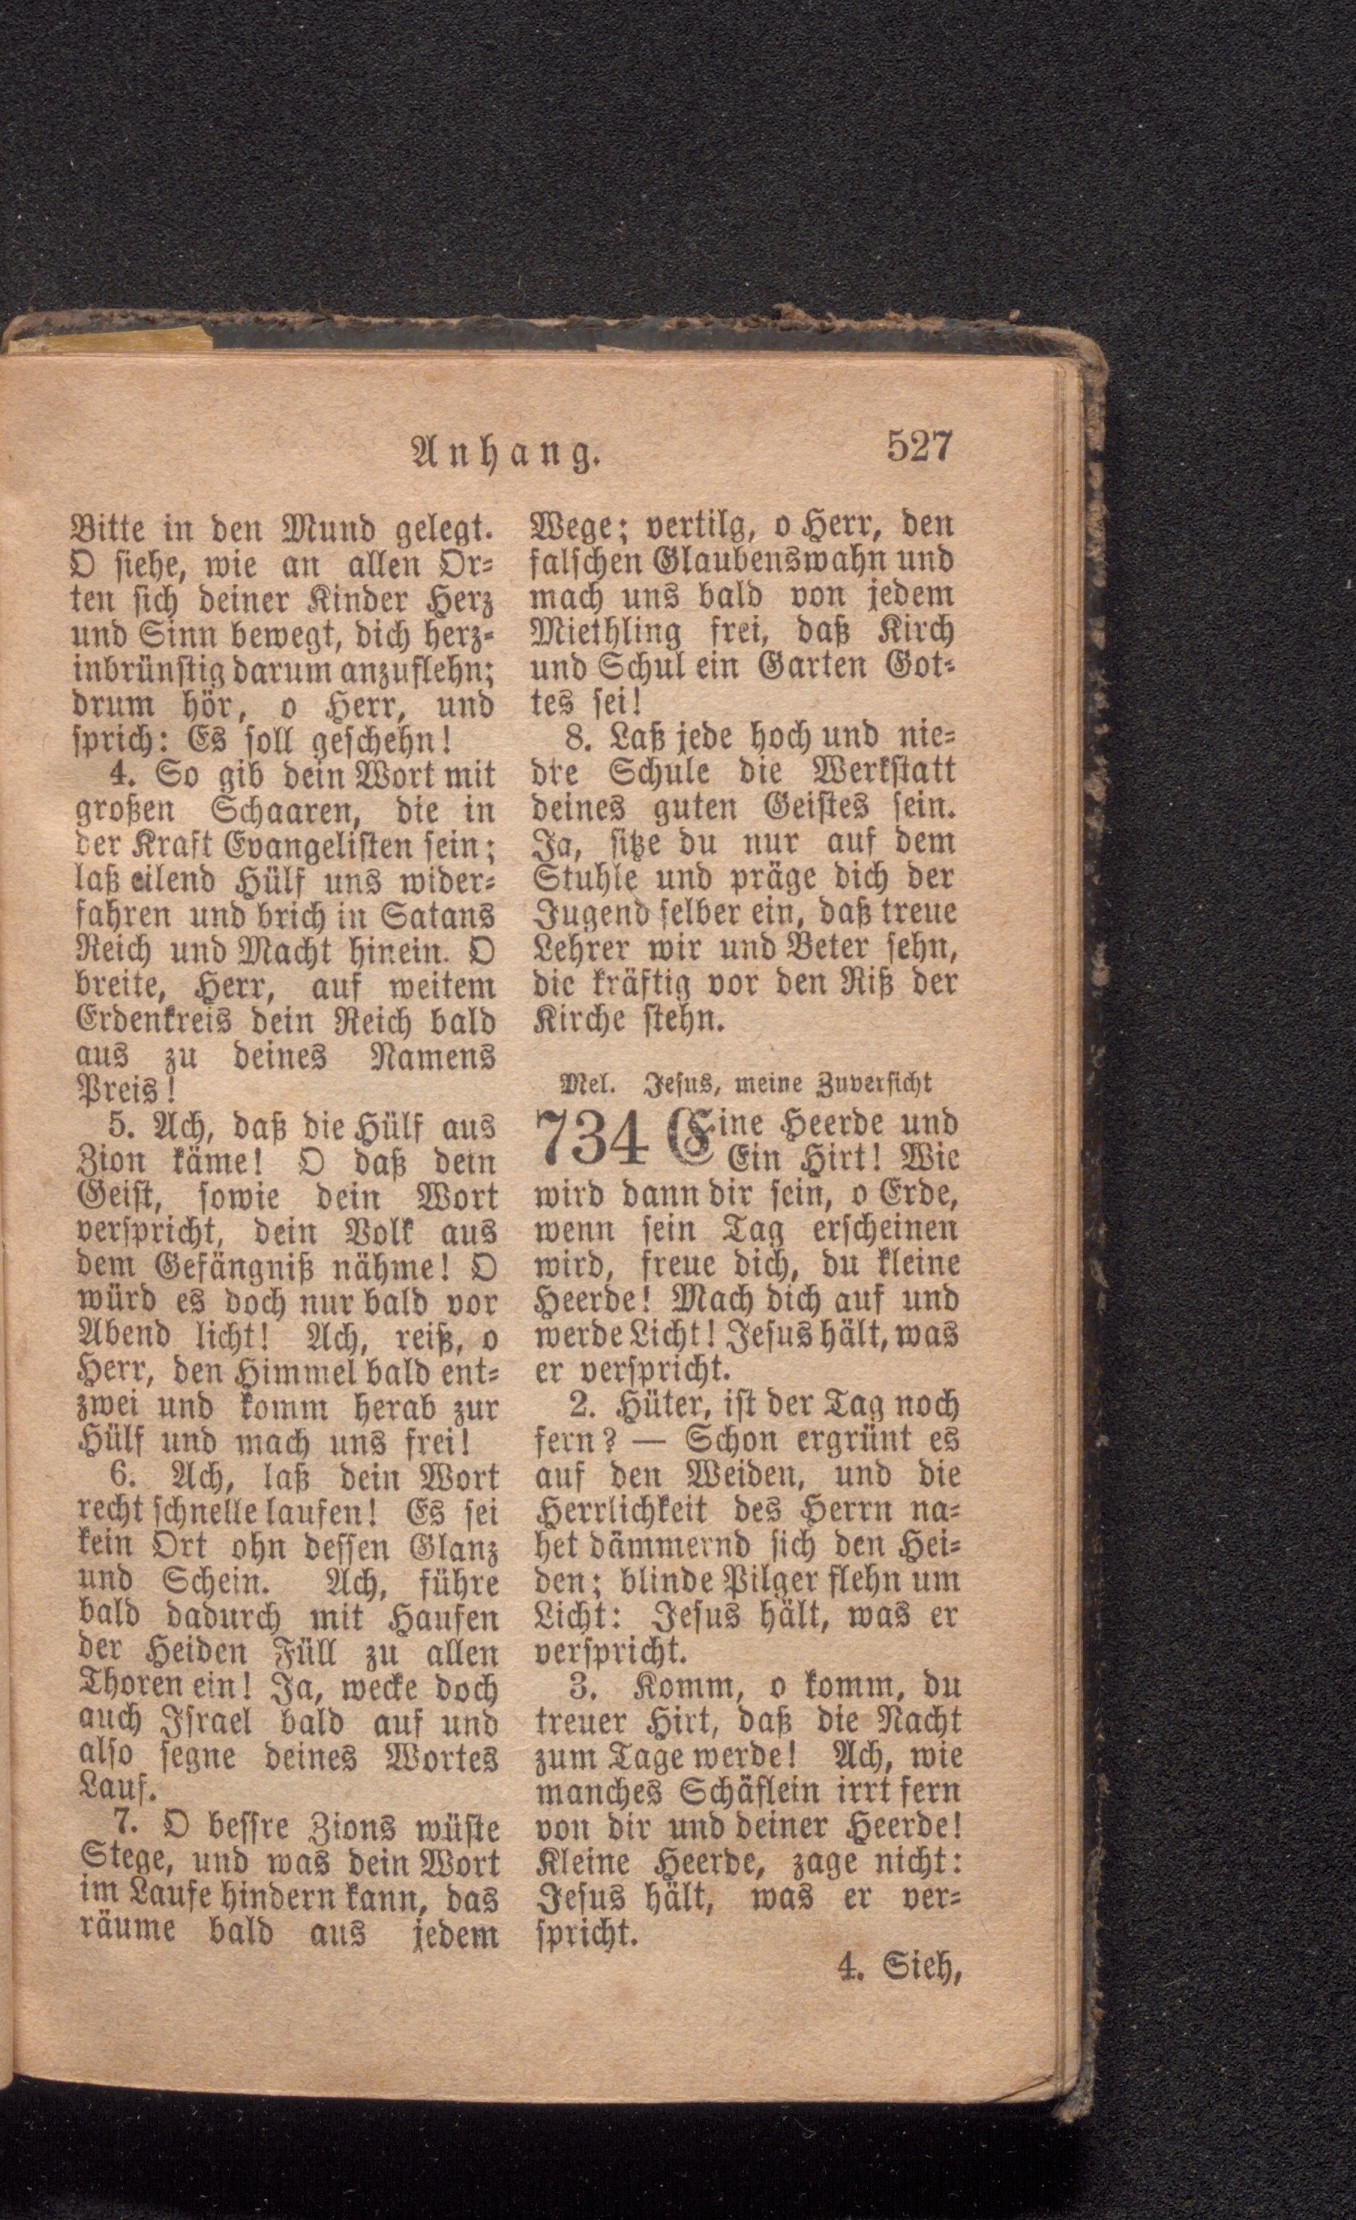 Anhang.
527
Bitte in den Mund gelegt.
O siehe, wie an allen Or-
ten sich deiner Kinder Herz
und Sinn bewegt, dich herz-
inbrünstig darum anzuflehn;
drum hör, o Herr, und
sprich: Es soll geschehn!
4. So gib dein Wort mit
großen Schaaren, die in
der Kraft Evangelisten sein;
laß eilend Hülf uns wider-
fahren und brich in Satans
Reich und Macht hinein. O
breite, Herr, auf weitem
Erdenkreis dein Reich bald
aus zu deines Namens
Preis!
5. Ach, daß die Hülf aus
Zion käme! O daß dein
Geist, sowie dein Wort
verspricht, dein Volk aus
dem Gefängniß nähme! O
würd es doch nur bald vor
Abend licht! Ach, reiß, o
Herr, den Himmel bald ent-
zwei und komm herab zur
Hülf und mach uns frei!
6. Ach, laß dein Wort
recht schnelle laufen! Es sei
kein Ort ohn dessen Glanz
und Schein. Ach, führe
bald dadurch mit Haufen
der Heiden Füll zu allen
Thoren ein! Ja, wecke doch
auch Israel bald auf und
also segne deines Wortes
Lauf.
7. O bessre Zions wüste
Stege, und was dein Wort
im Laufe hindern kann, das
räume bald aus jedem
Wege; vertilg, o Herr, den
falschen Glaubenswahn und
mach uns bald von jedem
Miethling frei, daß Kirch
und Schul ein Garten Got-
tes sei!
8. Laß jede hoch und nie-
dre Schule die Werkstatt
deines guten Geistes sein.
Ja, sitze du nur auf dem
Stuhle und präge dich der
Jugend selber ein, daß treue
Lehrer wir und Beter sehn,
die kräftig vor den Riß der
Kirche stehn.
Mel. Jesus, meine Zuversicht
734 Eine Heerde und
Ein Hirt! Wie
wird dann dir sein, o Erde,
wenn sein Tag erscheinen
wird, freue dich, du kleine
Heerde! Mach dich auf und
werde Licht! Jesus hält, was
er verspricht.
2. Hüter, ist der Tag noch
fern? — Schon ergrünt es
auf den Weiden, und die
Herrlichkeit des Herrn na-
het dämmernd sich den Hei-
den; blinde Pilger flehn um
Licht: Jesus hält, was er
verspricht.
3. Komm, o komm, du
treuer Hirt, daß die Nacht
zum Tage werde! Ach, wie
manches Schäflein irrt fern
von dir und deiner Heerde!
Kleine Heerde, zage nicht:
Jesus hält, was er ver-
spricht.
4. Sieh,